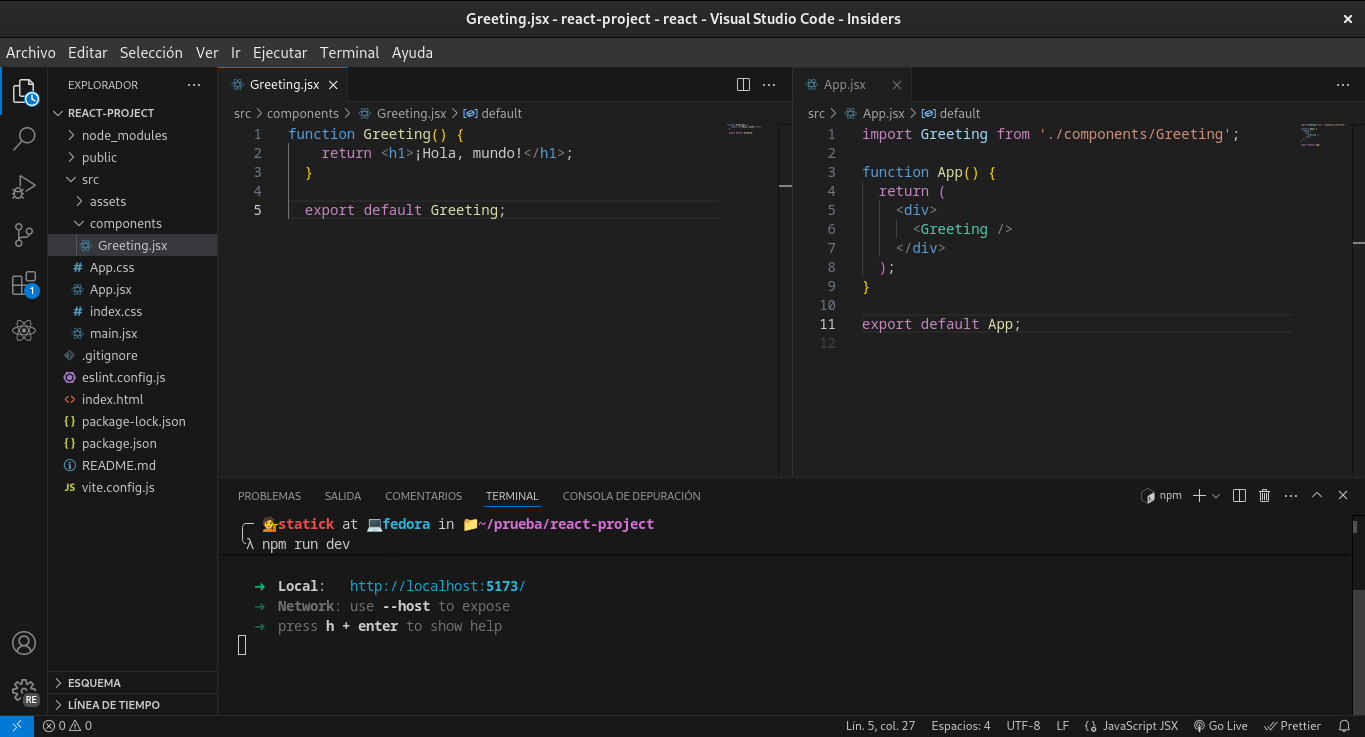 Greeting.jsx - react-project - react - Visual Studio Code - Insiders
Archivo Editar Selección Ver Ir Ejecutar Terminal Ayuda
EXPLORADOR
REACT-PROJECT
node_modules
public
src
assets
components
Greeting.jsx
App.css
App.jsx
index.css
main.jsx
.gitignore
eslint.config.js
index.html
package-lock.json
package.json
README.md
JS vite.config.js
ESQUEMA
LÍNEA DE TIEMPO
1
RE
Greeting.jsx
src > components > Greeting.jsx > default
1 function Greeting() {
2 return <h1>¡Hola, mundo!</h1>;
3 }
4
5 export default Greeting;
App.jsx
src > App.jsx > default
1 import Greeting from './components/Greeting';
2
3 function App() {
4 return (
5 <div>
6 <Greeting />
7 </div>
8 );
9 }
10
11 export default App;
12
PROBLEMAS SALIDA COMENTARIOS TERMINAL CONSOLA DE DEPURACIÓN
npm
statick at fedora in ~/prueba/react-project
λ npm run dev
➜ Local: http://localhost:5173/
➜ Network: use --host to expose
➜ press h + enter to show help
0 0 Lín. 5, col. 27 Espacios: 4 UTF-8 LF JavaScript JSX Go Live Prettier